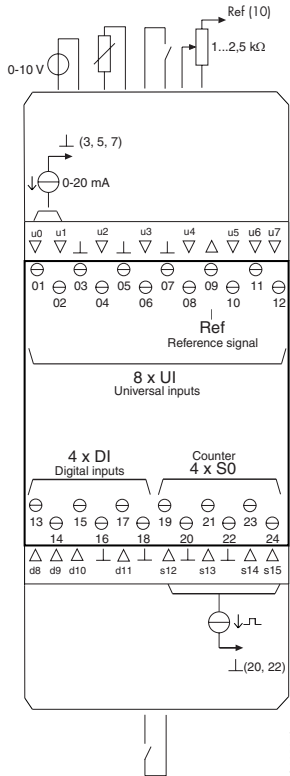 Ref (10)
0-10 V
1...2,5 kΩ
⊥ (3, 5, 7)
0-20 mA
u0 u1 ⊥ u2 ⊥ u3 ⊥ u4 u5 u6 u7
01 03 05 07 09 11
02 04 06 08 10 12
Ref
Reference signal
8 x UI
Universal inputs
4 x DI
Digital inputs
Counter
4 x S0
13 15 17 19 21 23
14 16 18 20 22 24
d8 d9 d10 ⊥ d11 ⊥ s12 ⊥ s13 ⊥ s14 s15
⊥(20, 22)